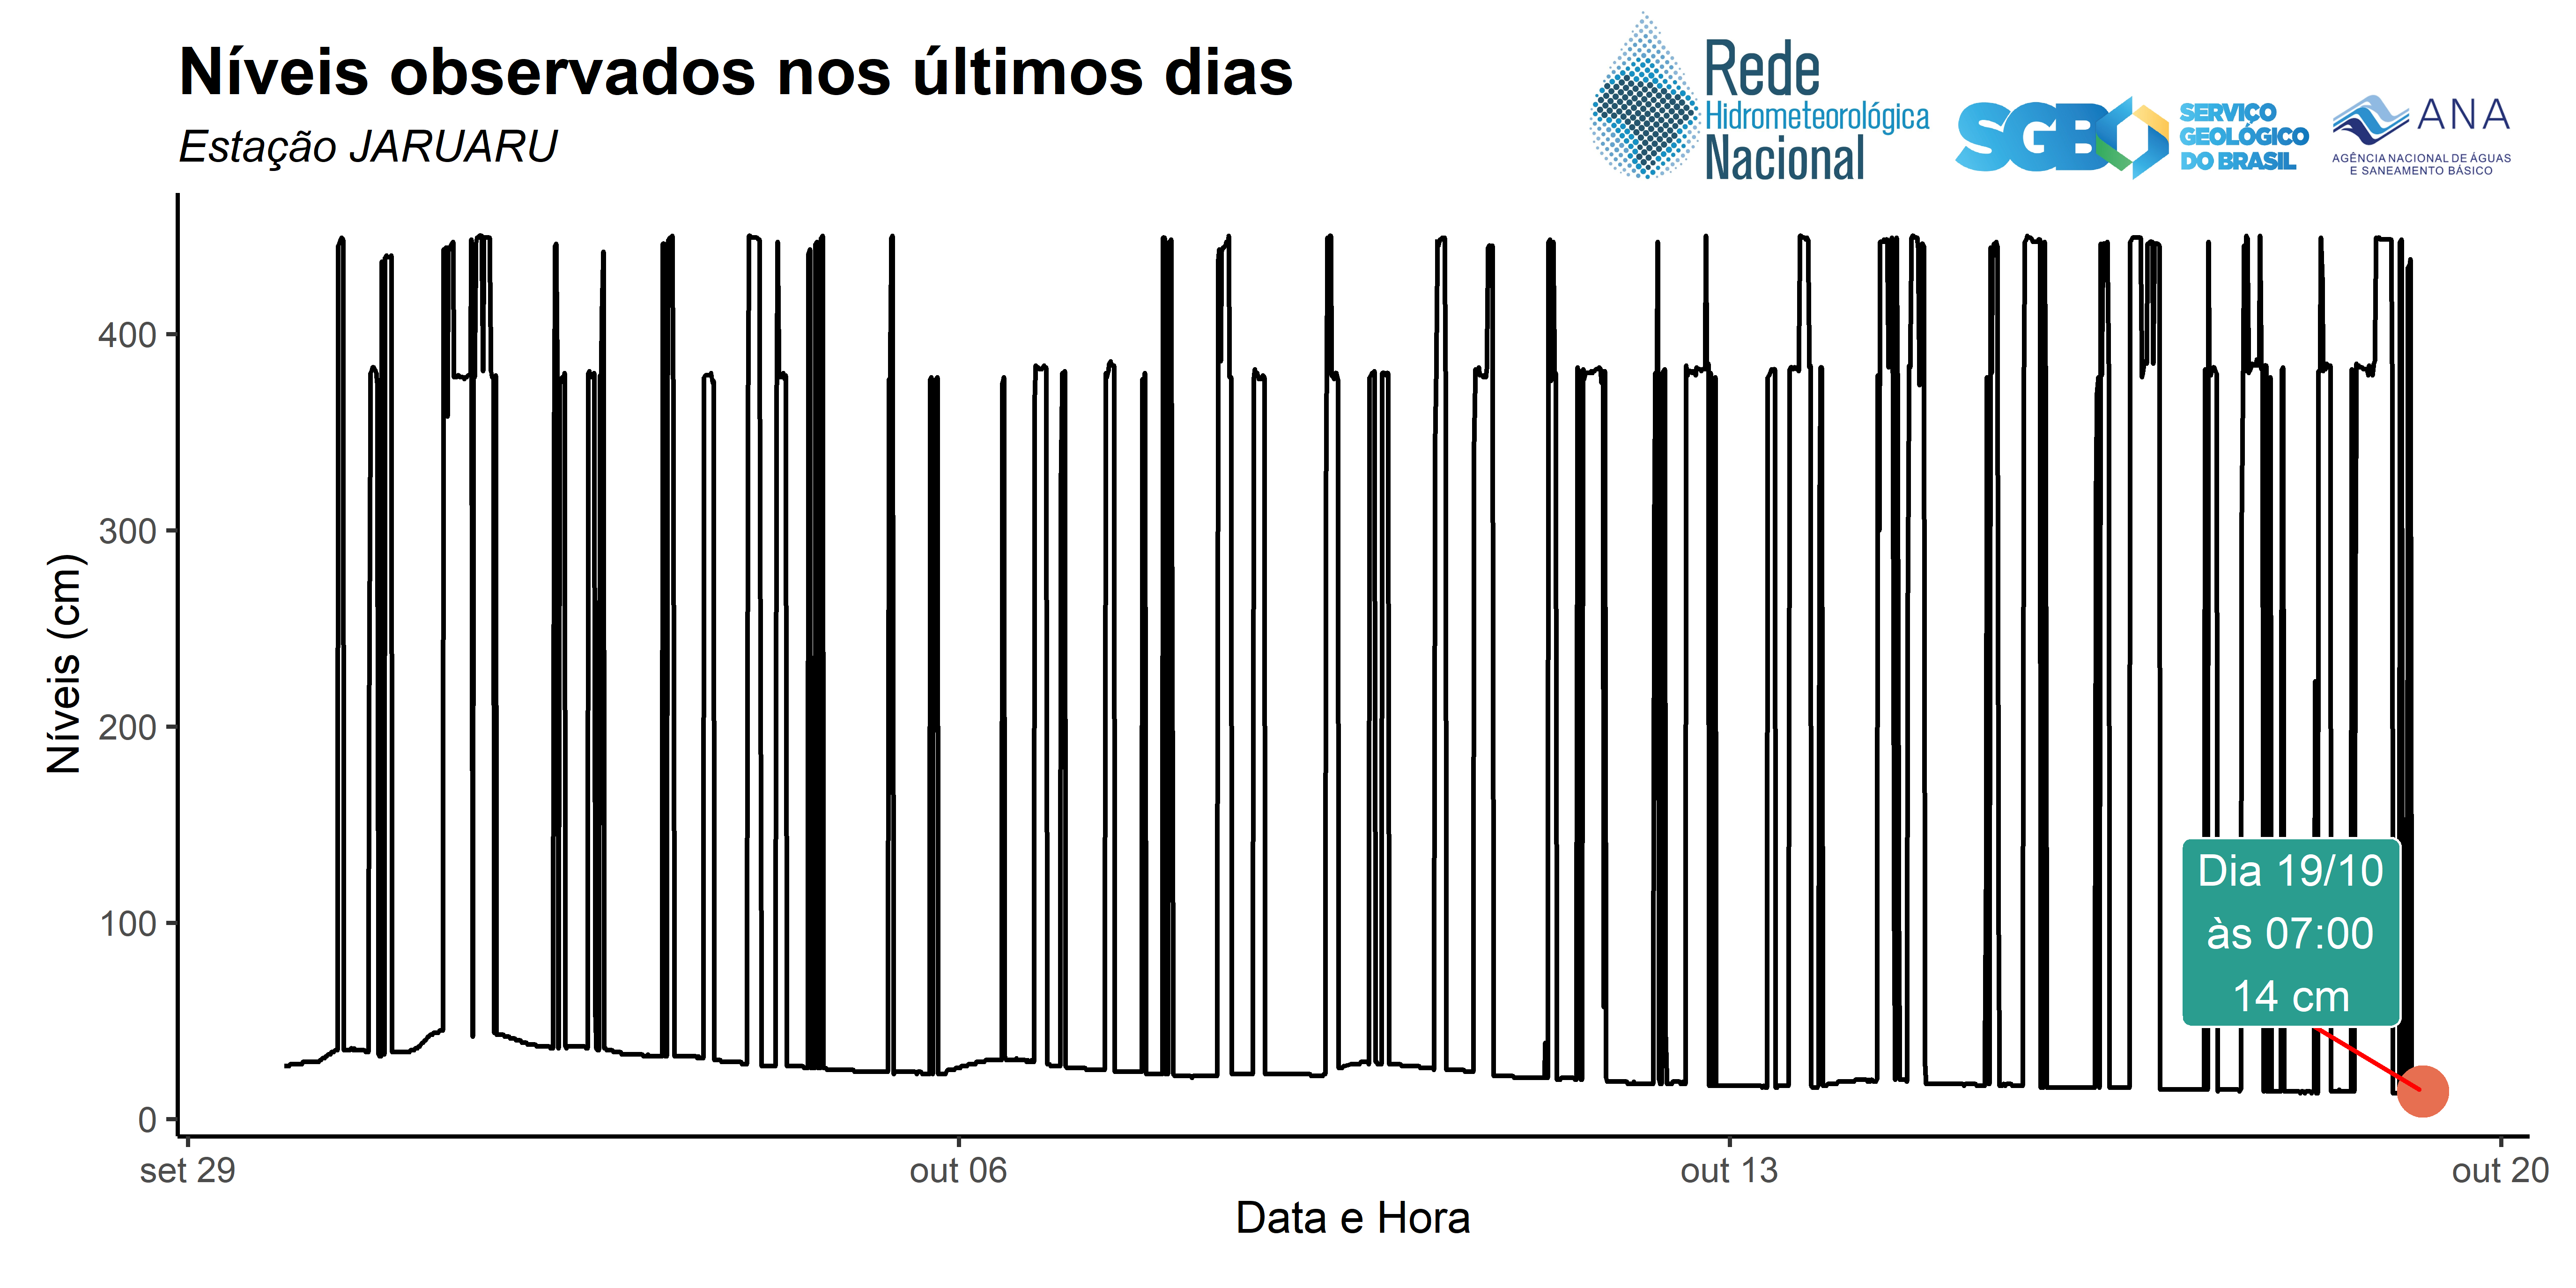 Níveis observados nos últimos dias
Estação JARUARU
Rede
Hidrometeorológica
Nacional
SGB
SERVIÇO
GEOLÓGICO
DO BRASIL
ANA
AGÊNCIA NACIONAL DE ÁGUAS
E SANEAMENTO BÁSICO
Níveis (cm)
400
300
200
100
0
Dia 19/10
às 07:00
14 cm
set 29
out 06
out 13
out 20
Data e Hora